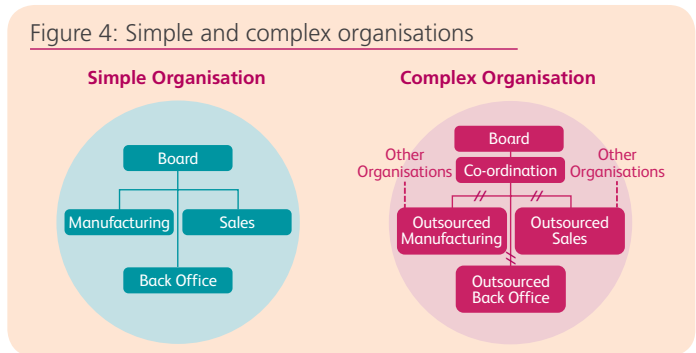 Figure 4: Simple and complex organisations
Simple Organisation
Board
Manufacturing
Sales
Back Office
Complex Organisation
Board
Co-ordination
Other
Organisations
Other
Organisations
Outsourced
Manufacturing
Outsourced
Sales
Outsourced
Back Office